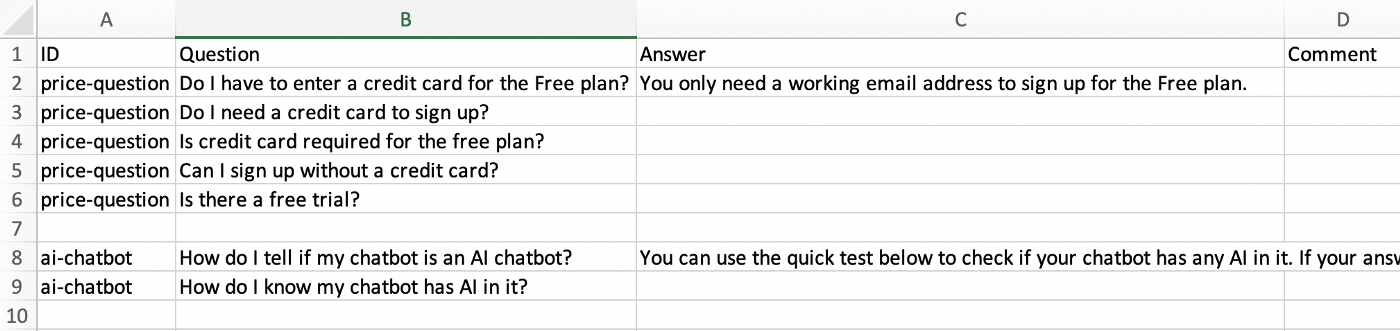 A B C D
1 ID Question Answer Comment
2 price-question Do I have to enter a credit card for the Free plan? You only need a working email address to sign up for the Free plan.
3 price-question Do I need a credit card to sign up?
4 price-question Is credit card required for the free plan?
5 price-question Can I sign up without a credit card?
6 price-question Is there a free trial?
7
8 ai-chatbot How do I tell if my chatbot is an AI chatbot? You can use the quick test below to check if your chatbot has any AI in it. If your
9 ai-chatbot How do I know my chatbot has AI in it?
10